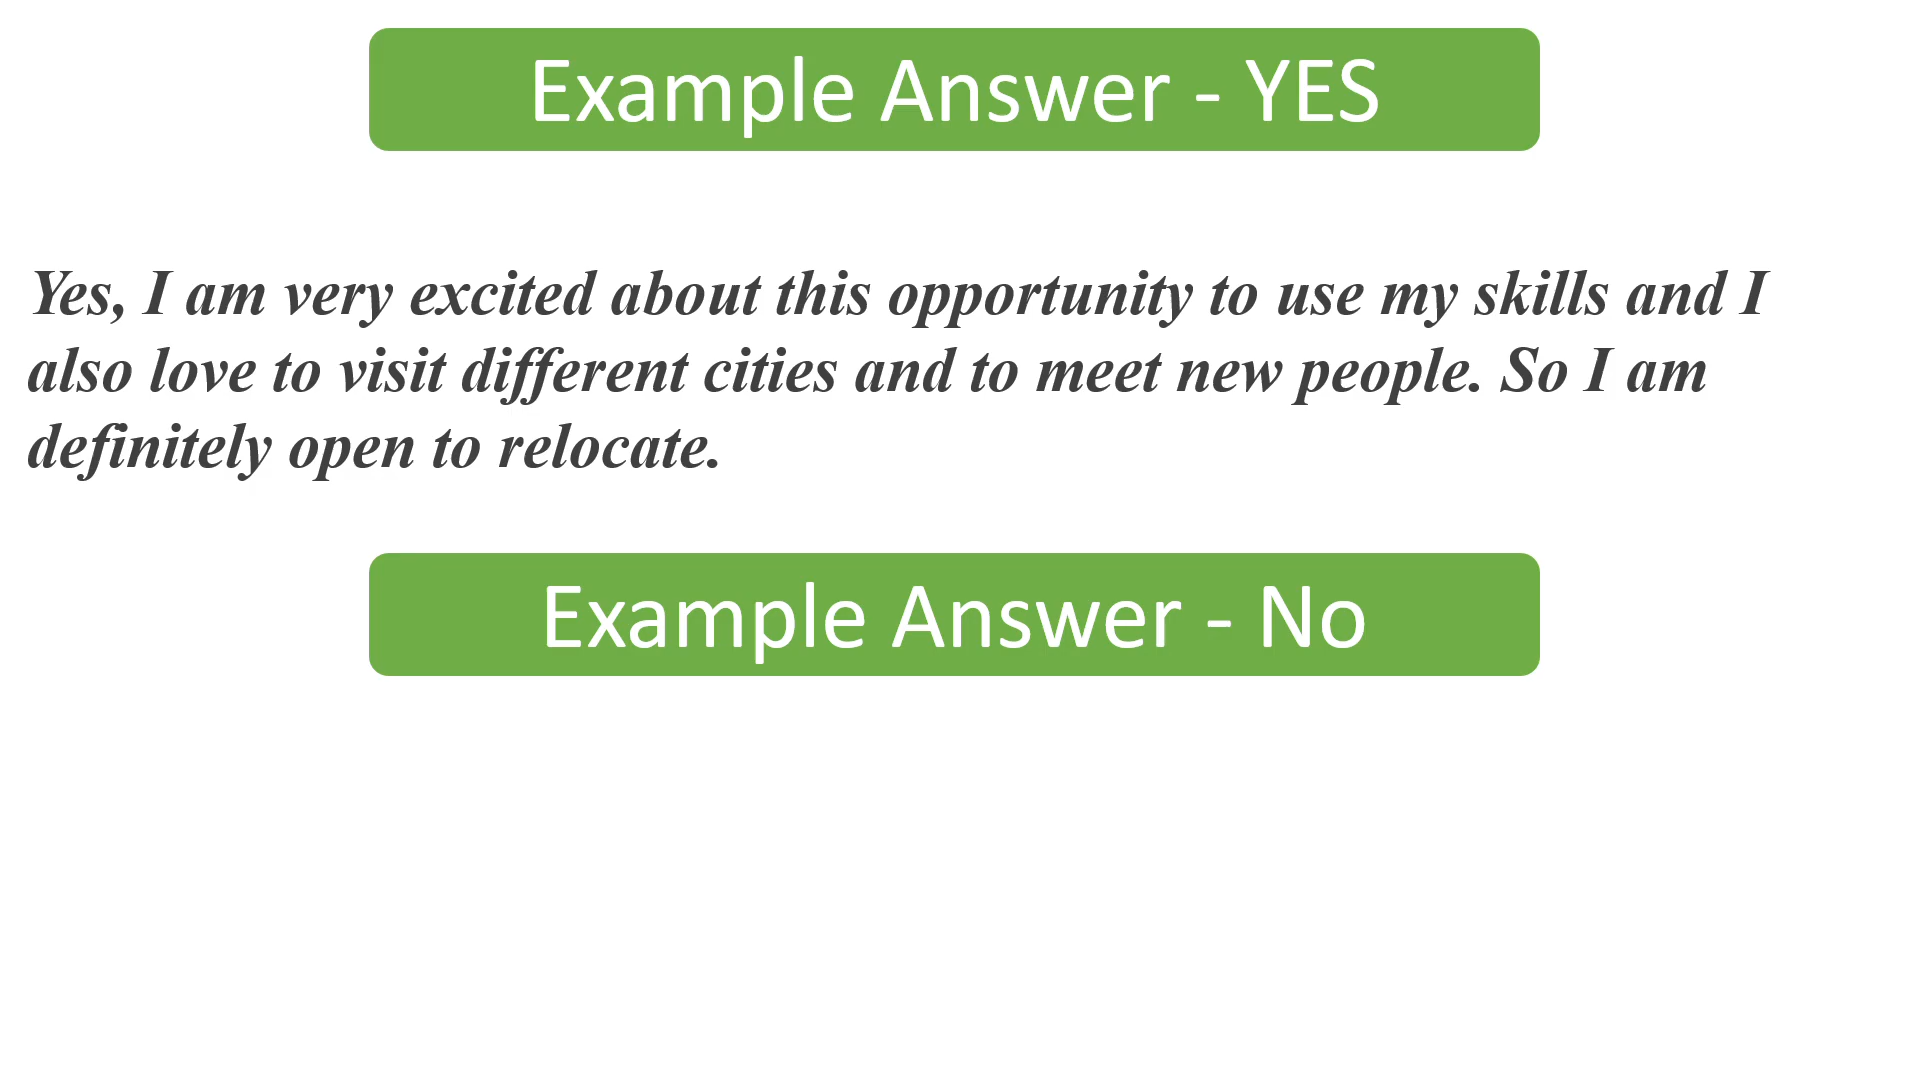 Example Answer - YES
Yes, I am very excited about this opportunity to use my skills and I
also love to visit different cities and to meet new people. So I am
definitely open to relocate.
Example Answer - No